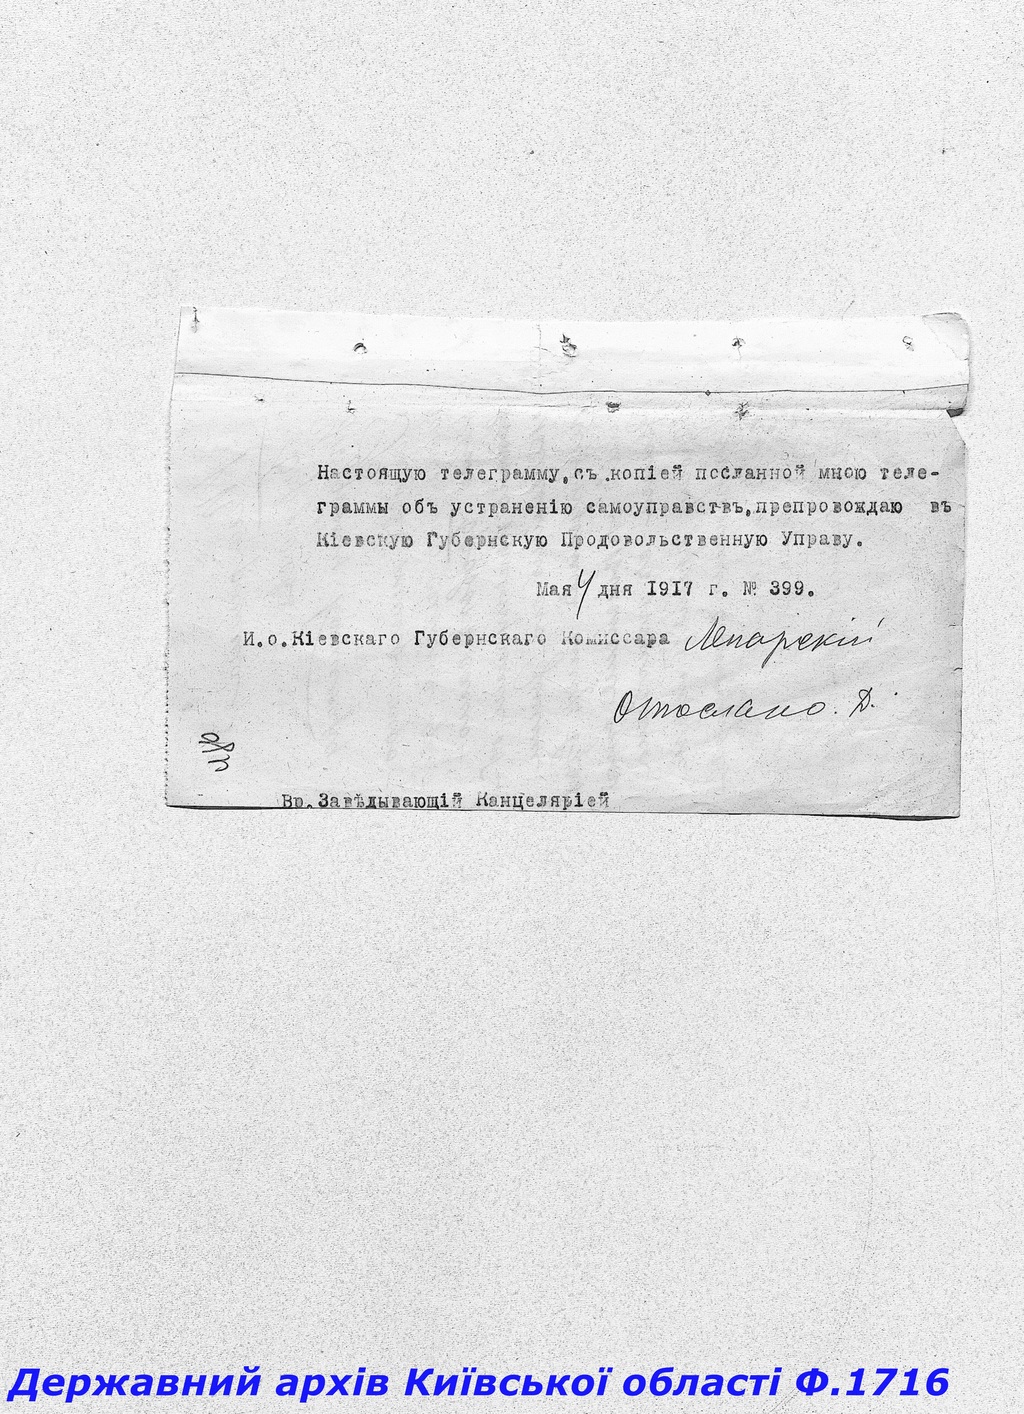 Настоящую телеграмму, съ копіей посланной мною теле-
граммы объ устраненію самоуправствъ, препровождаю въ
Кіевскую Губернскую Продовольственную Управу.
Мая 4 дня 1917 г. № 399.
И.о.Кіевскаго Губернскаго Комиссара Лепарскій
Отослано. Д.
Вр.Завѣдывающій Канцеляріей
Державний архів Київської області Ф.1716